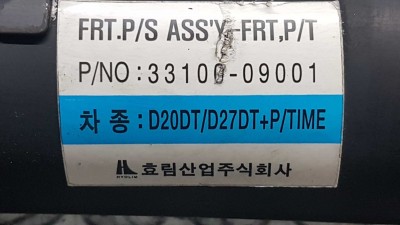 FRT.P/S ASS'Y-FRT,P/T
P/NO : 33100-09001
차 종 : D20DT/D27DT+P/TIME
효림산업주식회사